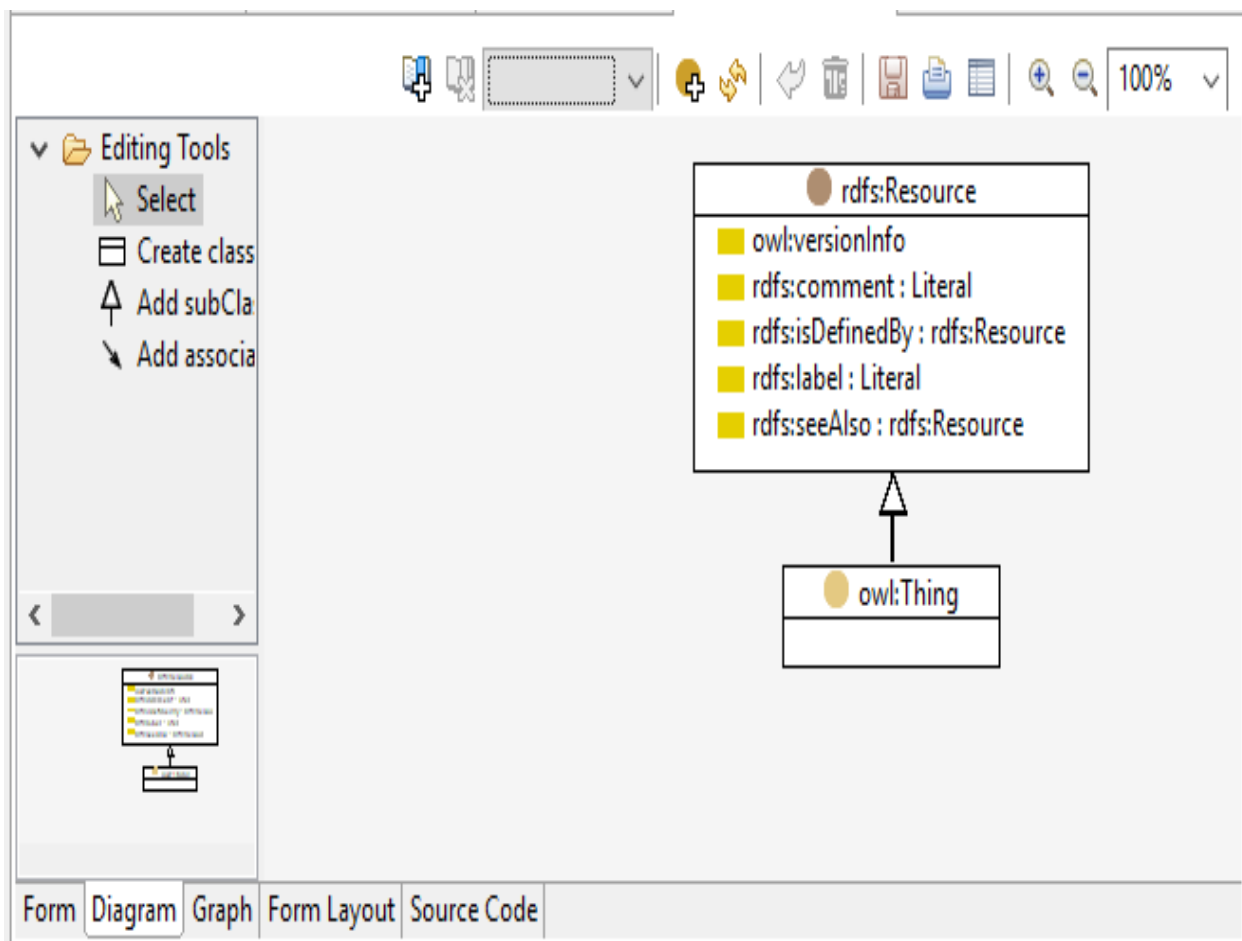 100%
Editing Tools
Select
Create class
Add subCla
Add associa
rdfs:Resource
owl:versionInfo
rdfs:comment : Literal
rdfs:isDefinedBy : rdfs:Resource
rdfs:label : Literal
rdfs:seeAlso : rdfs:Resource
owl:Thing
Form Diagram Graph Form Layout Source Code